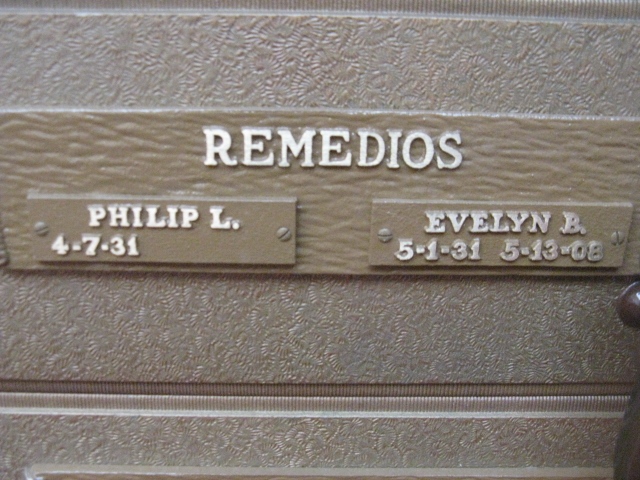 REMEDIOS
PHILIP L.
4-7-31
EVELYN B.
5-1-31 5-13-08